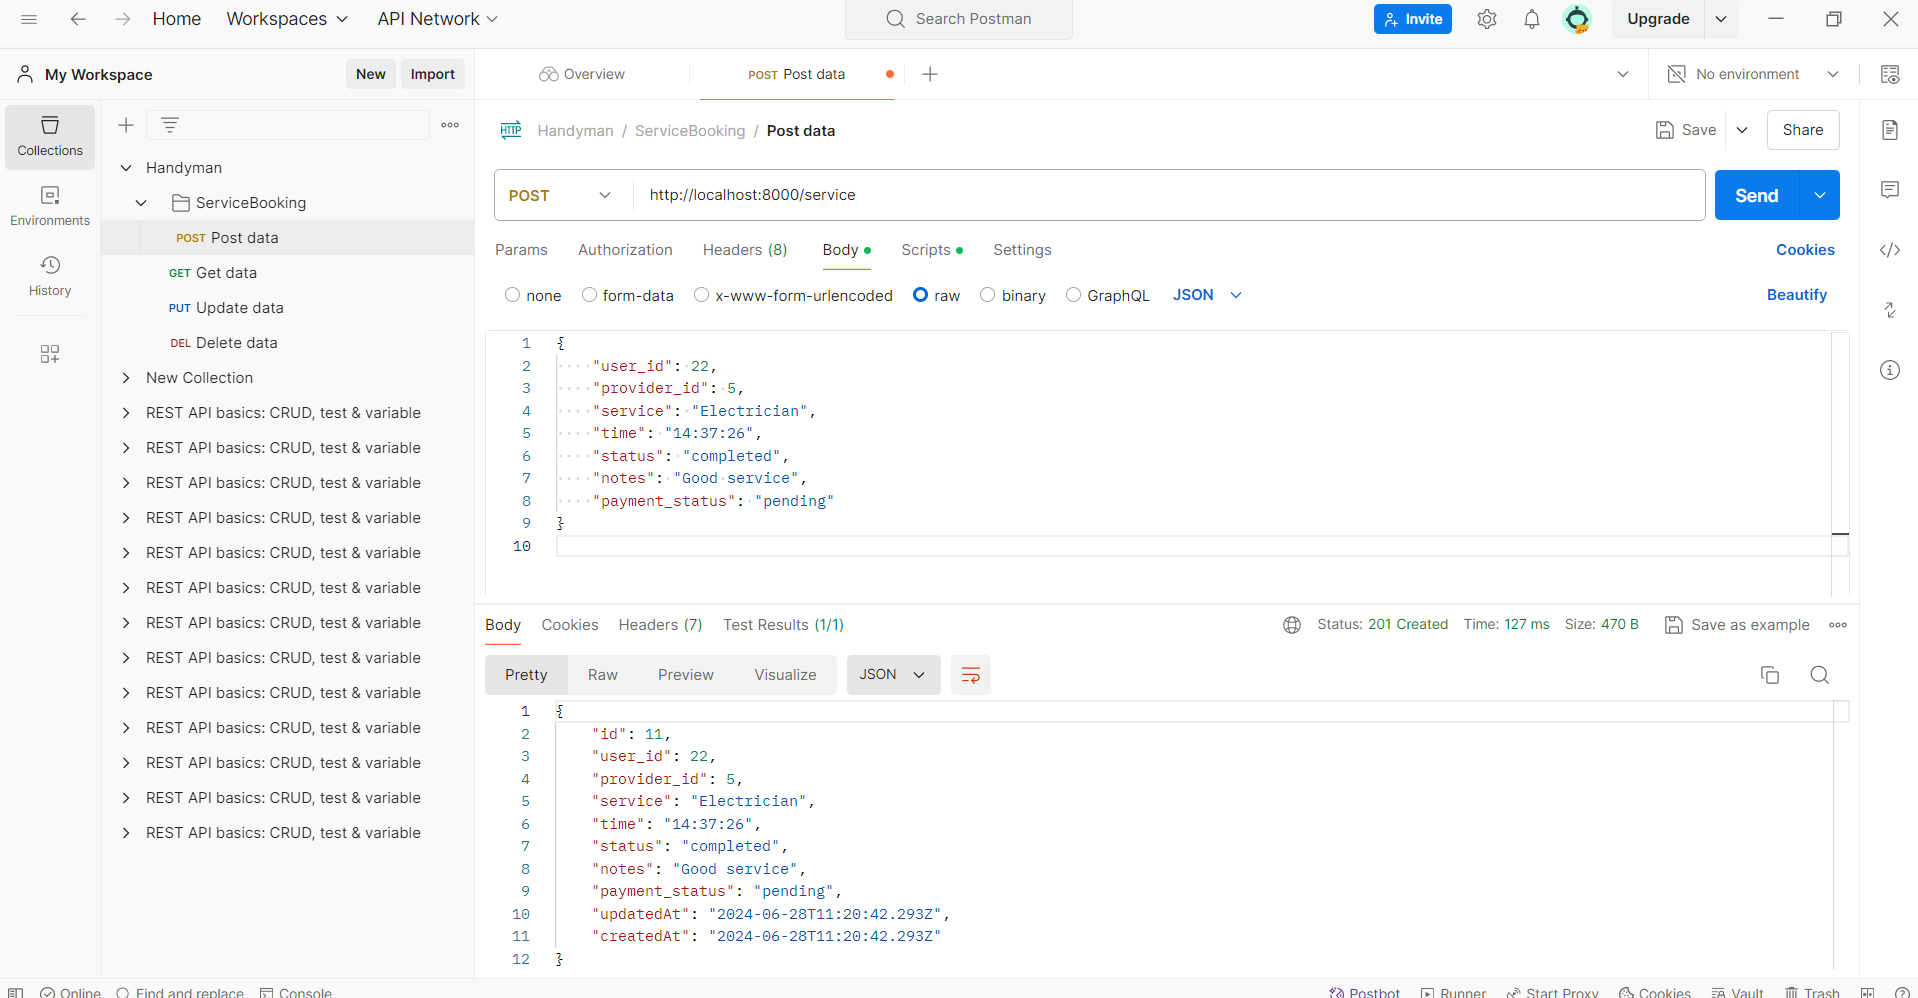 Home Workspaces API Network Search Postman Invite Upgrade
My Workspace New Import Overview POST Post data No environment
Collections
Environments
History
Handyman
ServiceBooking
POST Post data
GET Get data
PUT Update data
DEL Delete data
New Collection
REST API basics: CRUD, test & variable
REST API basics: CRUD, test & variable
REST API basics: CRUD, test & variable
REST API basics: CRUD, test & variable
REST API basics: CRUD, test & variable
REST API basics: CRUD, test & variable
REST API basics: CRUD, test & variable
REST API basics: CRUD, test & variable
REST API basics: CRUD, test & variable
REST API basics: CRUD, test & variable
REST API basics: CRUD, test & variable
REST API basics: CRUD, test & variable
REST API basics: CRUD, test & variable
HTTP Handyman / ServiceBooking / Post data Save Share
POST http://localhost:8000/service Send
Params Authorization Headers (8) Body Scripts Settings Cookies
none form-data x-www-form-urlencoded raw binary GraphQL JSON Beautify
1 {
2 "user_id": 22,
3 "provider_id": 5,
4 "service": "Electrician",
5 "time": "14:37:26",
6 "status": "completed",
7 "notes": "Good service",
8 "payment_status": "pending"
9 }
10
Body Cookies Headers (7) Test Results (1/1) Status: 201 Created Time: 127 ms Size: 470 B Save as example
Pretty Raw Preview Visualize JSON
1 {
2 "id": 11,
3 "user_id": 22,
4 "provider_id": 5,
5 "service": "Electrician",
6 "time": "14:37:26",
7 "status": "completed",
8 "notes": "Good service",
9 "payment_status": "pending",
10 "updatedAt": "2024-06-28T11:20:42.293Z",
11 "createdAt": "2024-06-28T11:20:42.293Z"
12 }
Online Find and replace Console Postbot Runner Start Proxy Cookies Vault Trash